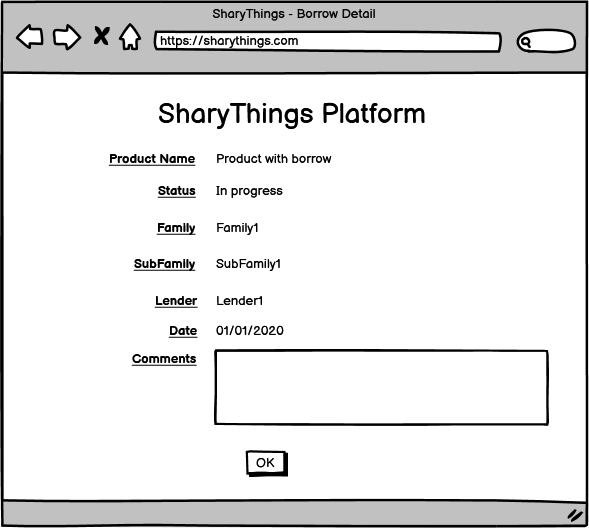 SharyThings - Borrow Detail
https://sharythings.com
SharyThings Platform
Product Name Product with borrow
Status In progress
Family Family1
SubFamily SubFamily1
Lender Lender1
Date 01/01/2020
Comments
OK